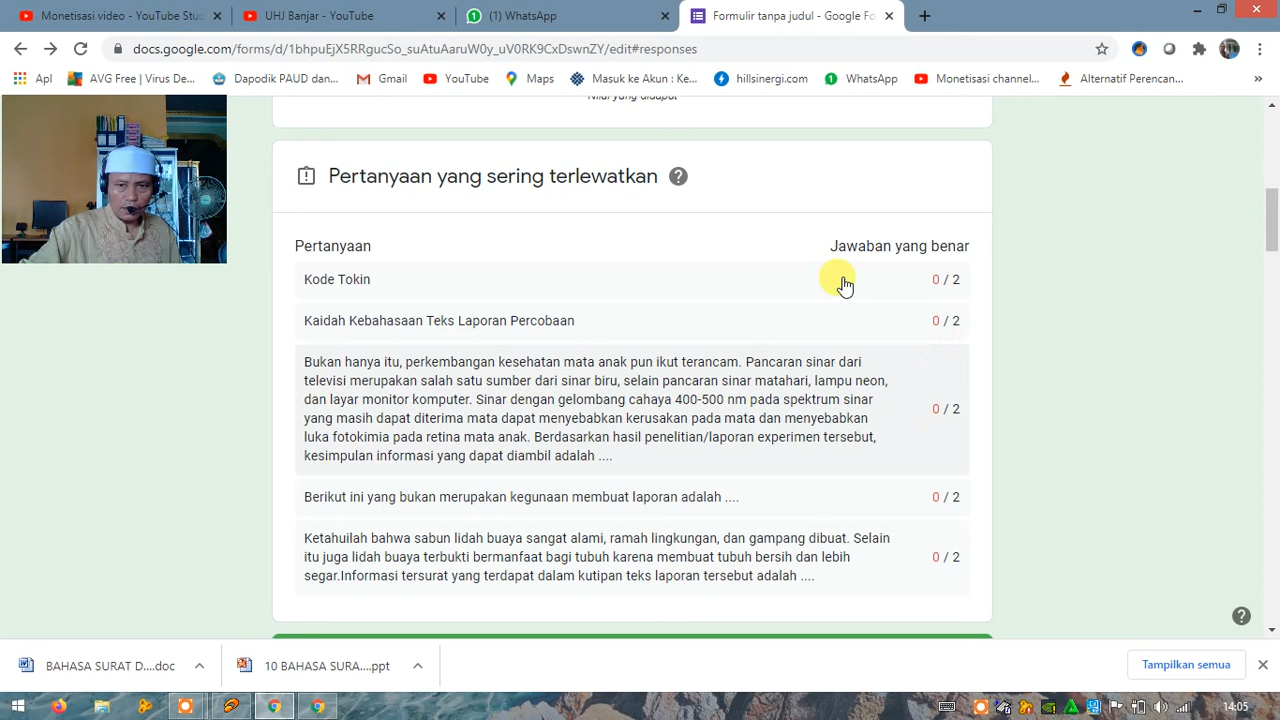 Monetisasi video - YouTube Stu
UHJ Banjar - YouTube
(1) WhatsApp
Formulir tanpa judul - Google Fo
docs.google.com/forms/d/1bhpuEjX5RRgucSo_suAtuAaruW0y_uV0RK9CxDswnZY/edit#responses
Apl
AVG Free | Virus De...
Dapodik PAUD dan...
Gmail
YouTube
Maps
Masuk ke Akun : Ke...
hillsinergi.com
WhatsApp
Monetisasi channel...
Alternatif Perencan...
Nilai yang didapat
Pertanyaan yang sering terlewatkan
Pertanyaan Jawaban yang benar
Kode Tokin 0 / 2
Kaidah Kebahasaan Teks Laporan Percobaan 0 / 2
Bukan hanya itu, perkembangan kesehatan mata anak pun ikut terancam. Pancaran sinar dari
televisi merupakan salah satu sumber dari sinar biru, selain pancaran sinar matahari, lampu neon,
dan layar monitor komputer. Sinar dengan gelombang cahaya 400-500 nm pada spektrum sinar
yang masih dapat diterima mata dapat menyebabkan kerusakan pada mata dan menyebabkan
luka fotokimia pada retina mata anak. Berdasarkan hasil penelitian/laporan experimen tersebut,
kesimpulan informasi yang dapat diambil adalah ....
0 / 2
Berikut ini yang bukan merupakan kegunaan membuat laporan adalah .... 0 / 2
Ketahuilah bahwa sabun lidah buaya sangat alami, ramah lingkungan, dan gampang dibuat. Selain
itu juga lidah buaya terbukti bermanfaat bagi tubuh karena membuat tubuh bersih dan lebih
segar.Informasi tersurat yang terdapat dalam kutipan teks laporan tersebut adalah ....
0 / 2
BAHASA SURAT D....doc
10 BAHASA SURA....ppt
Tampilkan semua
14:05